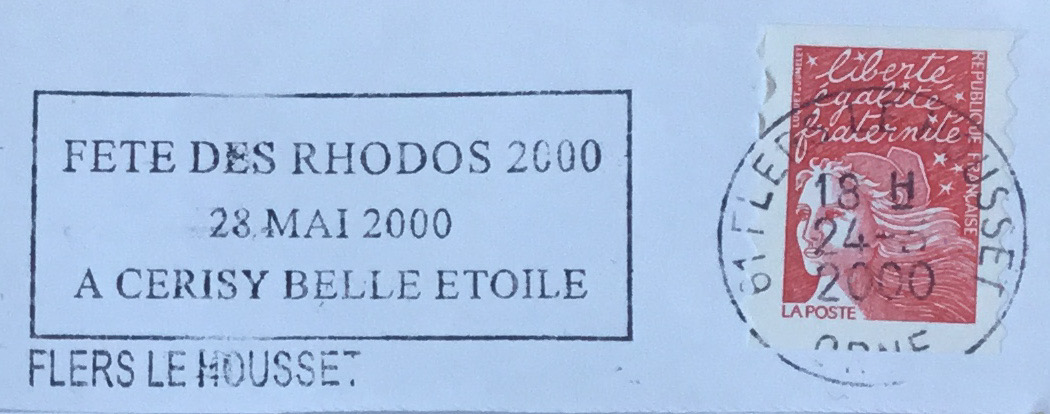 FETE DES RHODOS 2000
28 MAI 2000
A CERISY BELLE ETOILE
FLERS LE HOUSSET
liberté
égalité
fraternité
REPUBLIQUE FRANÇAISE
LA POSTE
18 H
2000
ORNE